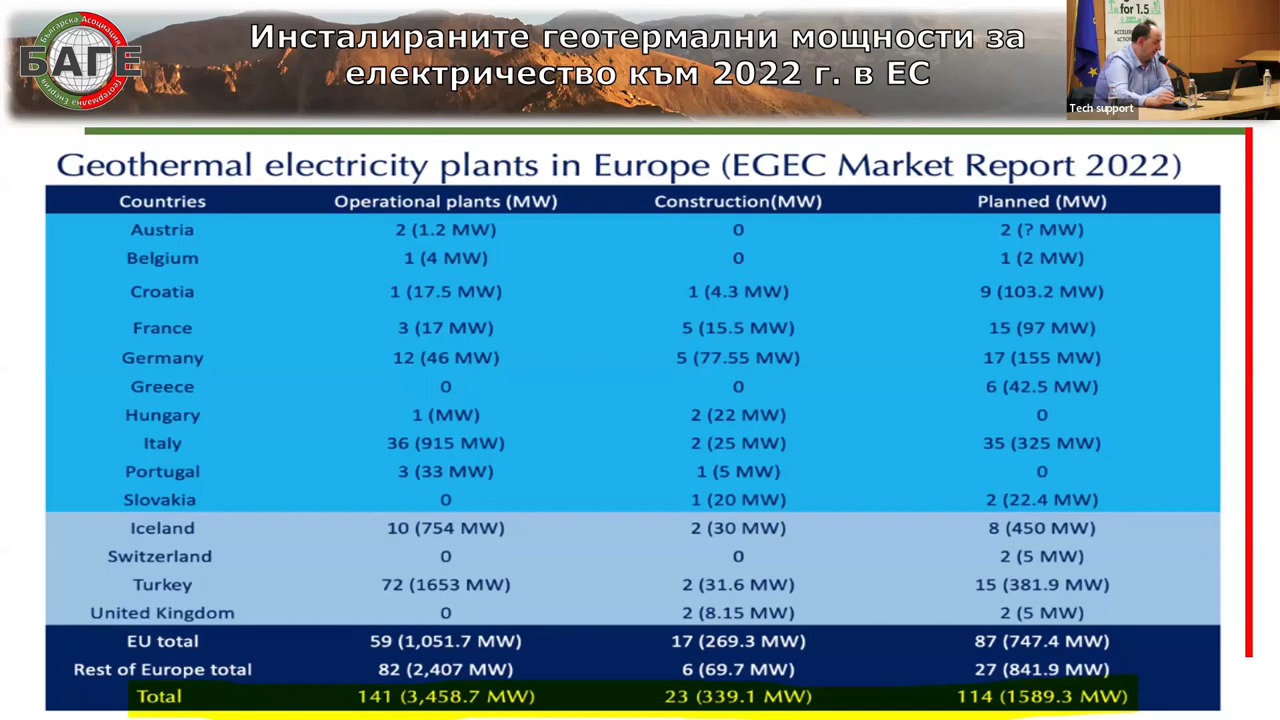 Инсталираните геотермални мощности за
електричество към 2022 г. в ЕС
БАГЕ
Българска Асоциация
Геотермална Енергия
for 1.5
Tech support
Geothermal electricity plants in Europe (EGEC Market Report 2022)
Countries Operational plants (MW) Construction(MW) Planned (MW)
Austria 2 (1.2 MW) 0 2 (? MW)
Belgium 1 (4 MW) 0 1 (2 MW)
Croatia 1 (17.5 MW) 1 (4.3 MW) 9 (103.2 MW)
France 3 (17 MW) 5 (15.5 MW) 15 (97 MW)
Germany 12 (46 MW) 5 (77.55 MW) 17 (155 MW)
Greece 0 0 6 (42.5 MW)
Hungary 1 (MW) 2 (22 MW) 0
Italy 36 (915 MW) 2 (25 MW) 35 (325 MW)
Portugal 3 (33 MW) 1 (5 MW) 0
Slovakia 0 1 (20 MW) 2 (22.4 MW)
Iceland 10 (754 MW) 2 (30 MW) 8 (450 MW)
Switzerland 0 0 2 (5 MW)
Turkey 72 (1653 MW) 2 (31.6 MW) 15 (381.9 MW)
United Kingdom 0 2 (8.15 MW) 2 (5 MW)
EU total 59 (1,051.7 MW) 17 (269.3 MW) 87 (747.4 MW)
Rest of Europe total 82 (2,407 MW) 6 (69.7 MW) 27 (841.9 MW)
Total 141 (3,458.7 MW) 23 (339.1 MW) 114 (1589.3 MW)